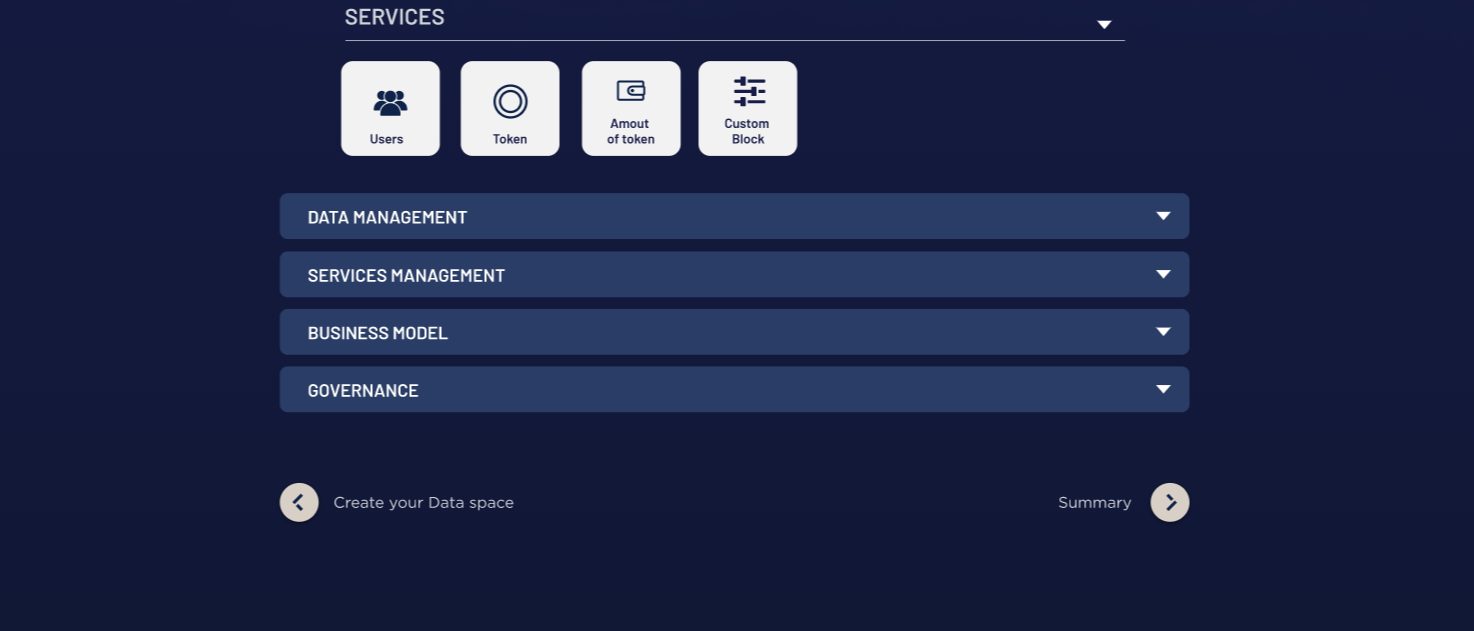 SERVICES
Users
Token
Amout
of token
Custom
Block
DATA MANAGEMENT
SERVICES MANAGEMENT
BUSINESS MODEL
GOVERNANCE
Create your Data space
Summary